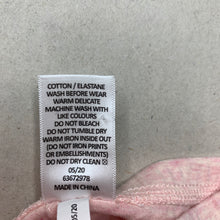 COTTON / ELASTANE
WASH BEFORE WEAR
WARM DELICATE
MACHINE WASH WITH
LIKE COLOURS
DO NOT BLEACH
DO NOT TUMBLE DRY
WARM IRON INSIDE OUT
(DO NOT IRON PRINTS
OR EMBELLISHMENTS)
DO NOT DRY CLEAN
05/20
63672978
MADE IN CHINA
05/20